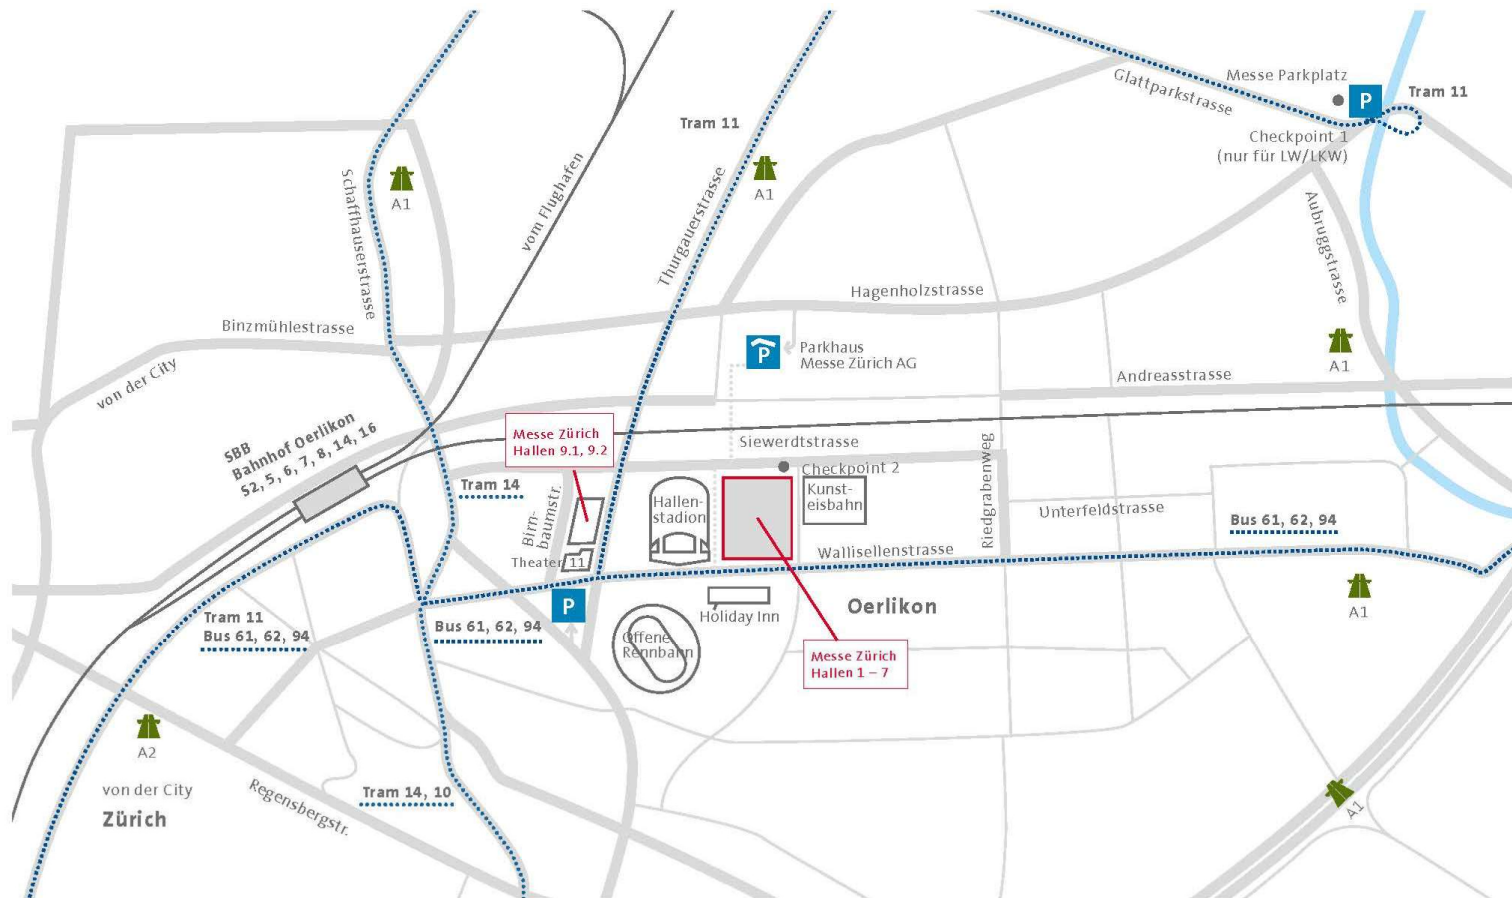 Messe Parkplatz
P
Tram 11
Glattparkstrasse
Checkpoint 1
(nur für LW/LKW)
Tram 11
A1
A1
Schaffhauserstrasse
vom Flughafen
Thurgauerstrasse
Aubruggstrasse
Hagenholzstrasse
Binzmühlestrasse
P
Parkhaus
Messe Zürich AG
A1
von der City
Andreasstrasse
SBB
Bahnhof Oerlikon
S2, 5, 6, 7, 8, 14, 16
Messe Zürich
Hallen 9.1, 9.2
Siewerdtstrasse
Checkpoint 2
Riedgrabenweg
Tram 14
Birn-
baumstr.
Hallen-
stadion
Kunst-
eisbahn
Unterfeldstrasse
Bus 61, 62, 94
Theater 11
Wallisellenstrasse
A1
P
Holiday Inn
Oerlikon
Tram 11
Bus 61, 62, 94
Bus 61, 62, 94
Offene
Rennbahn
Messe Zürich
Hallen 1 – 7
A2
von der City
Zürich
Regensbergstr.
Tram 14, 10
A1